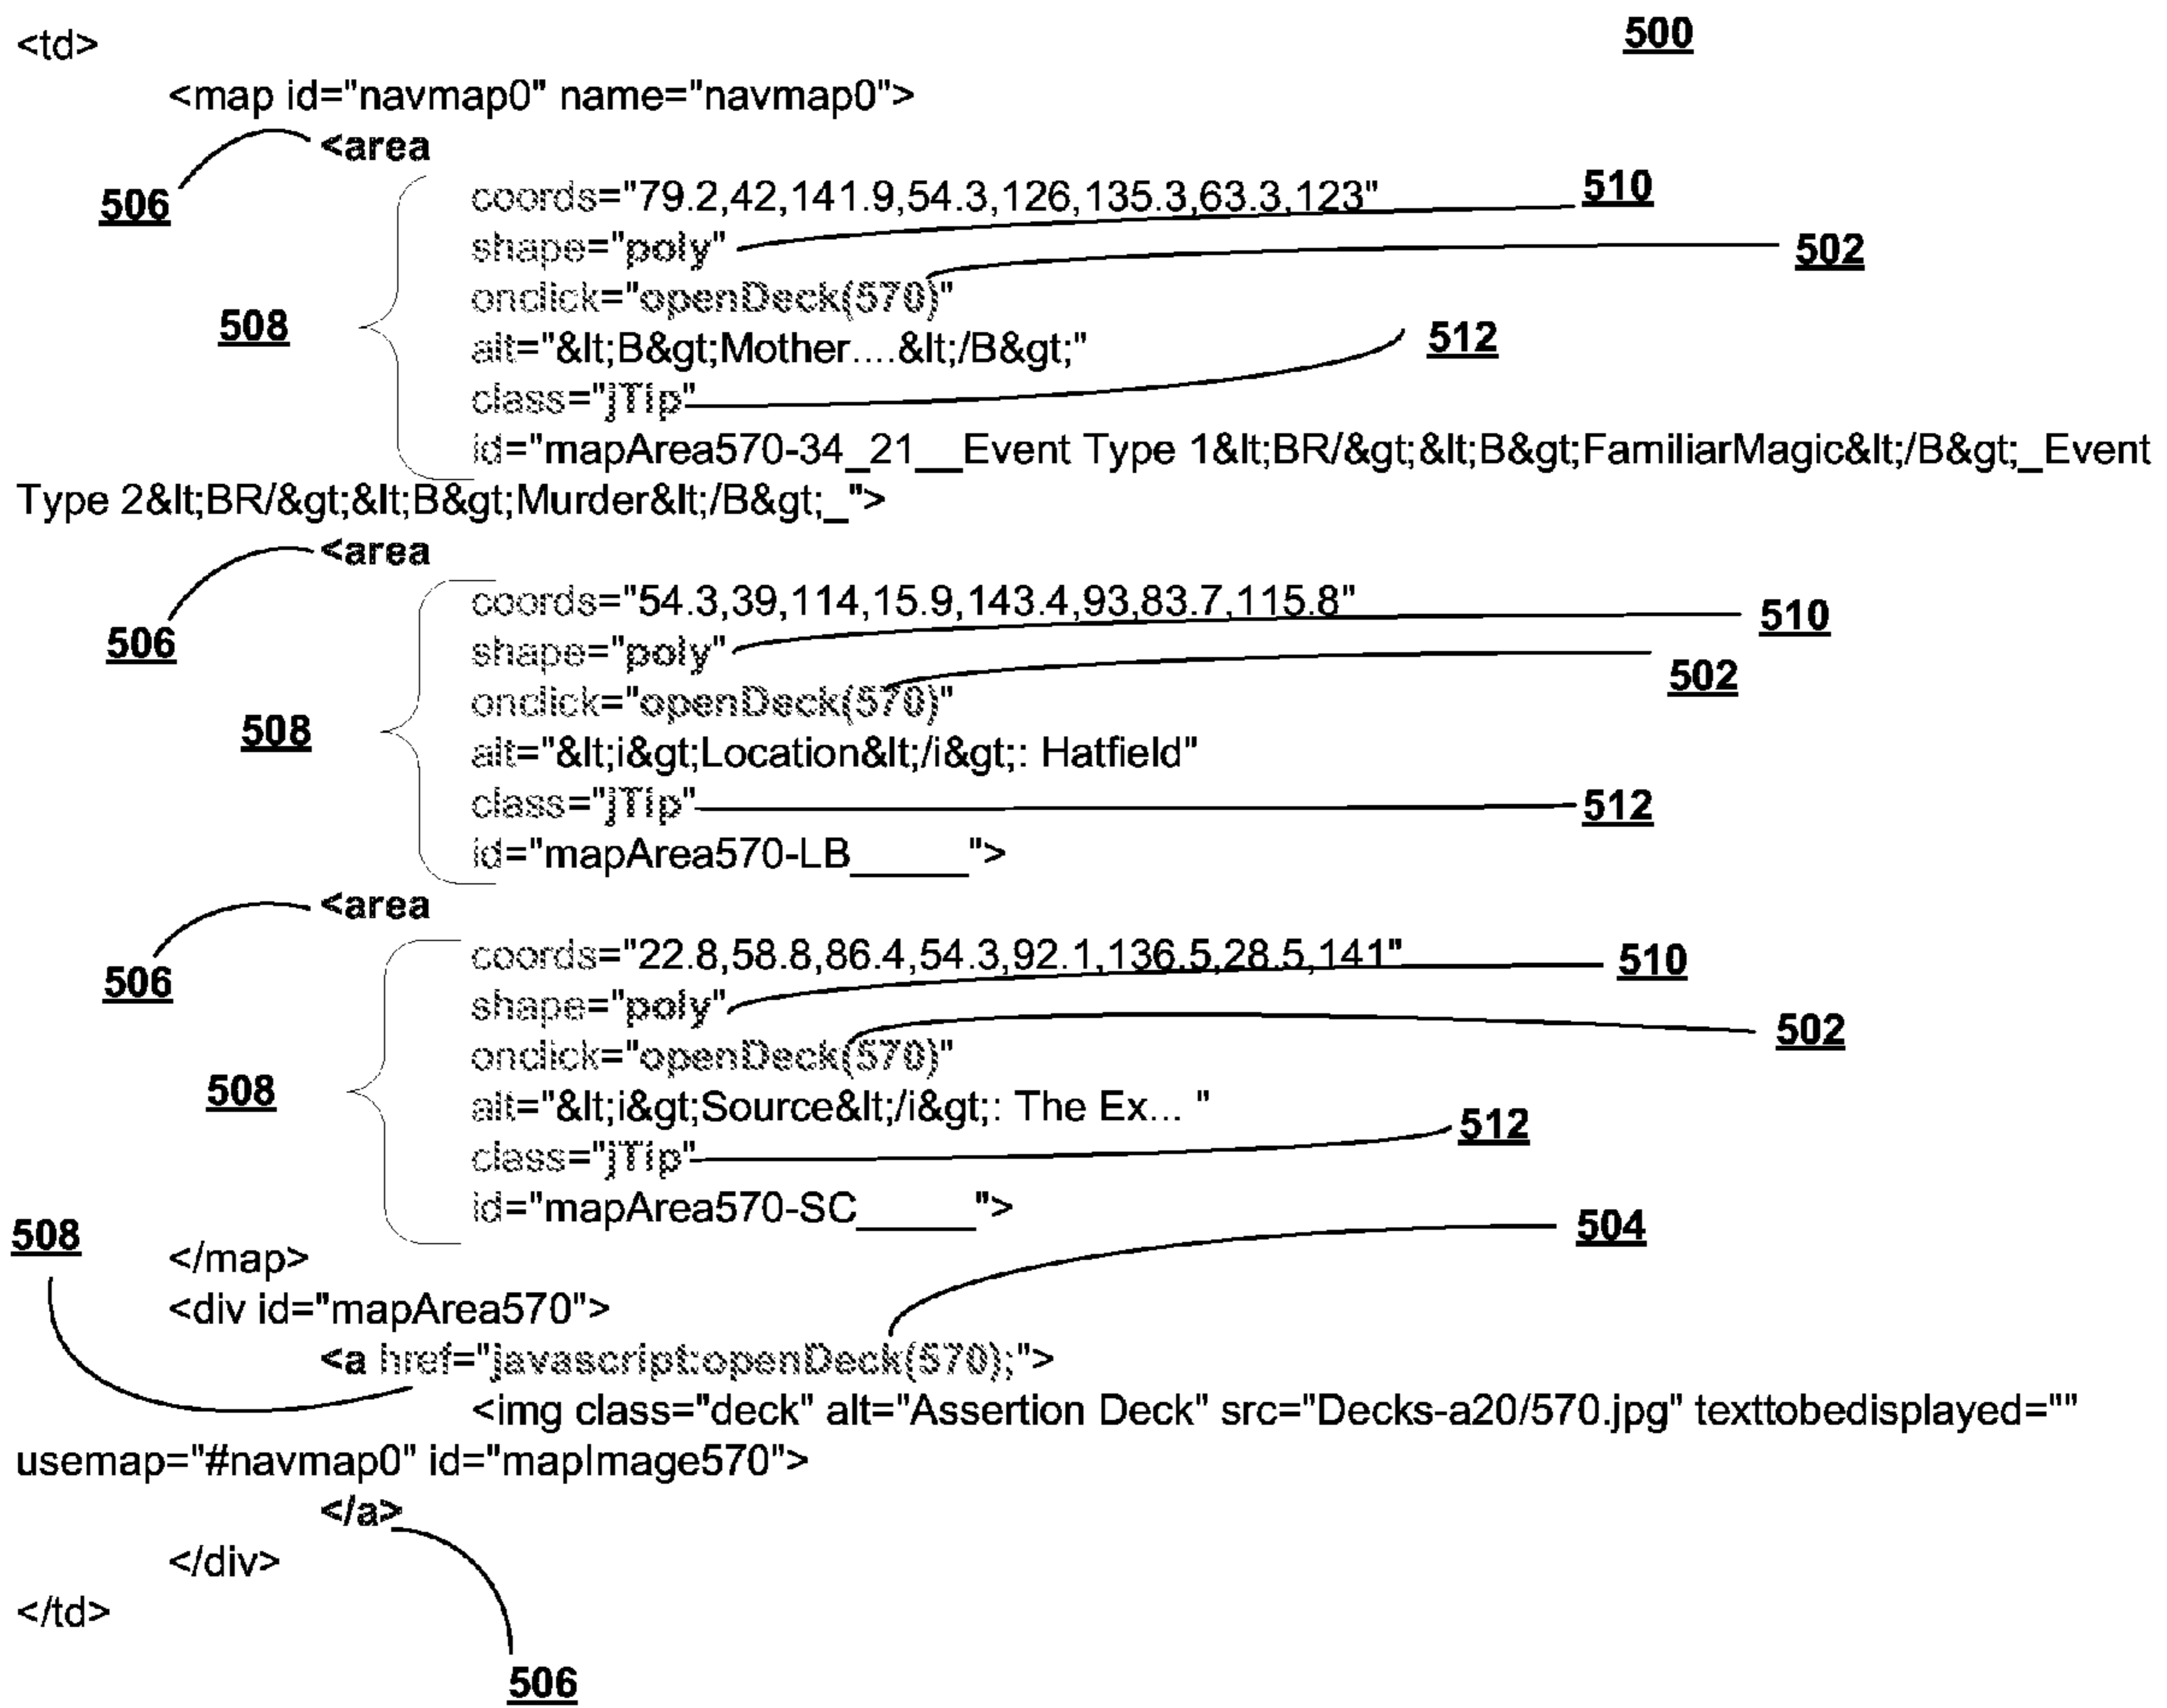 <td> 500
<map id="navmap0" name="navmap0">
<area
506 coords="79.2,42,141.9,54.3,126,135.3,63.3,123" 510
shape="poly" 502
onclick="openDeck(570)"
508 alt="&lt;B&gt;Mother....&lt;/B&gt;" 512
class="jTip"
id="mapArea570-34_21__Event Type 1&lt;BR/&gt;&lt;B&gt;FamiliarMagic&lt;/B&gt;_Event
Type 2&lt;BR/&gt;&lt;B&gt;Murder&lt;/B&gt;_">
<area
coords="54.3,39,114,15.9,143.4,93,83.7,115.8" 510
506 shape="poly"
onclick="openDeck(570)" 502
508 alt="&lt;i&gt;Location&lt;/i&gt;: Hatfield"
class="jTip" 512
id="mapArea570-LB_____">
<area
coords="22.8,58.8,86.4,54.3,92.1,136.5,28.5,141" 510
506 shape="poly" 502
onclick="openDeck(570)"
508 alt="&lt;i&gt;Source&lt;/i&gt;: The Ex... "
class="jTip" 512
id="mapArea570-SC_____">
508 </map> 504
<div id="mapArea570">
<a href="javascript:openDeck(570);">
<img class="deck" alt="Assertion Deck" src="Decks-a20/570.jpg" texttobedisplayed=""
usemap="#navmap0" id="mapImage570">
</a>
</div>
</td>
506